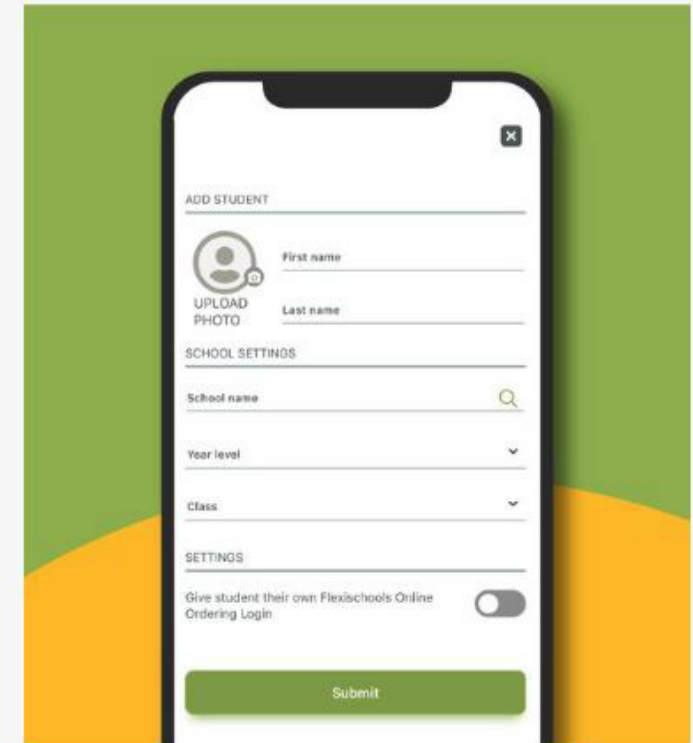 ADD STUDENT
First name
UPLOAD
PHOTO
Last name
SCHOOL SETTINGS
School name
Year level
Class
SETTINGS
Give student their own Flexischools Online
Ordering Login
Submit